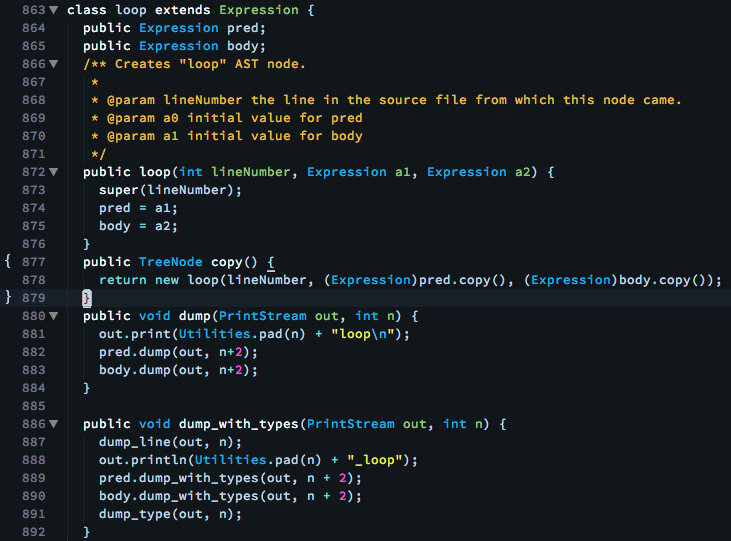 863 class loop extends Expression {
864   public Expression pred;
865   public Expression body;
866   /** Creates "loop" AST node.
867    *
868    * @param lineNumber the line in the source file from which this node came.
869    * @param a0 initial value for pred
870    * @param a1 initial value for body
871    */
872   public loop(int lineNumber, Expression a1, Expression a2) {
873     super(lineNumber);
874     pred = a1;
875     body = a2;
876   }
{ 877   public TreeNode copy() {
878     return new loop(lineNumber, (Expression)pred.copy(), (Expression)body.copy());
} 879   }
880   public void dump(PrintStream out, int n) {
881     out.print(Utilities.pad(n) + "loop\n");
882     pred.dump(out, n+2);
883     body.dump(out, n+2);
884   }
885
886   public void dump_with_types(PrintStream out, int n) {
887     dump_line(out, n);
888     out.println(Utilities.pad(n) + "_loop");
889     pred.dump_with_types(out, n + 2);
890     body.dump_with_types(out, n + 2);
891     dump_type(out, n);
892   }